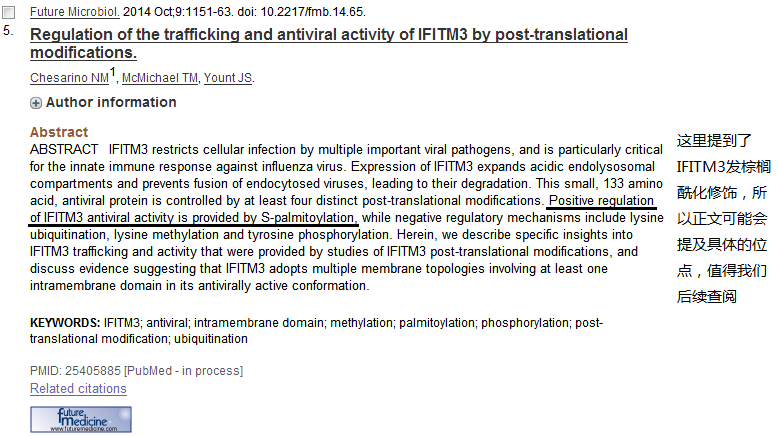 Future Microbiol. 2014 Oct;9:1151-63. doi: 10.2217/fmb.14.65.
5. Regulation of the trafficking and antiviral activity of IFITM3 by post-translational
modifications.
Chesarino NM1, McMichael TM, Yount JS.
Author information
Abstract
ABSTRACT IFITM3 restricts cellular infection by multiple important viral pathogens, and is particularly critical
for the innate immune response against influenza virus. Expression of IFITM3 expands acidic endolysosomal
compartments and prevents fusion of endocytosed viruses, leading to their degradation. This small, 133 amino
acid, antiviral protein is controlled by at least four distinct post-translational modifications. Positive regulation
of IFITM3 antiviral activity is provided by S-palmitoylation, while negative regulatory mechanisms include lysine
ubiquitination, lysine methylation and tyrosine phosphorylation. Herein, we describe specific insights into
IFITM3 trafficking and activity that were provided by studies of IFITM3 post-translational modifications, and
discuss evidence suggesting that IFITM3 adopts multiple membrane topologies involving at least one
intramembrane domain in its antivirally active conformation.
KEYWORDS: IFITM3; antiviral; intramembrane domain; methylation; palmitoylation; phosphorylation; post-
translational modification; ubiquitination
PMID: 25405885 [PubMed - in process]
Related citations
future
medicine
www.futuremedicine.com
这里提到了
IFITM3发棕榈
酰化修饰，所
以正文可能会
提及具体的位
点，值得我们
后续查阅